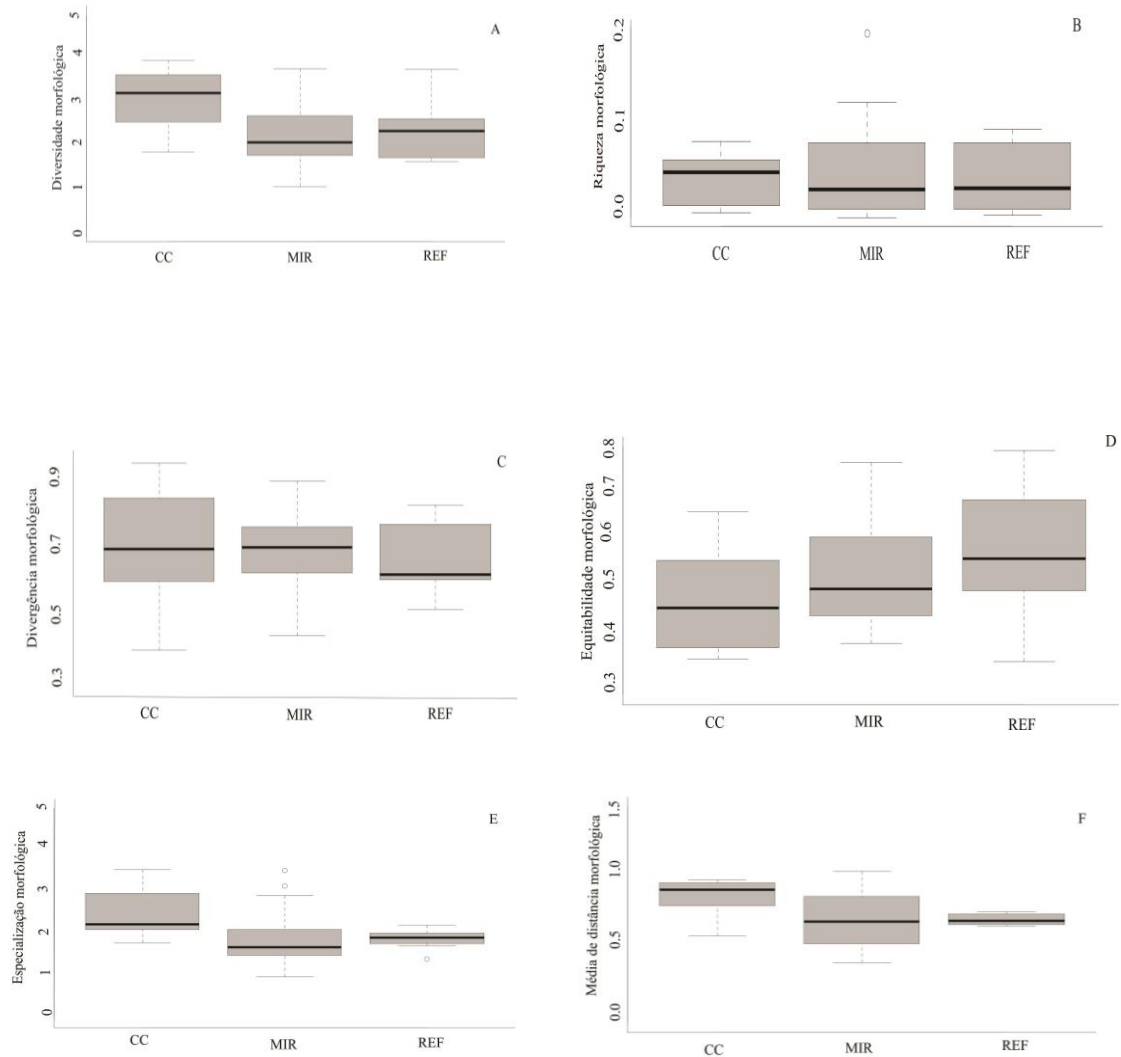 A
Diversidade morfológica
5
4
3
2
1
0
CC MIR REF
B
Riqueza morfológica
0.2
0.1
0.0
CC MIR REF
C
Divergência morfológica
0.9
0.7
0.5
0.3
CC MIR REF
D
Equitabilidade morfológica
0.8
0.7
0.6
0.5
0.4
0.3
CC MIR REF
E
Especialização morfológica
5
4
3
2
1
0
CC MIR REF
F
Média de distância morfológica
1.5
1.0
0.5
0.0
CC MIR REF